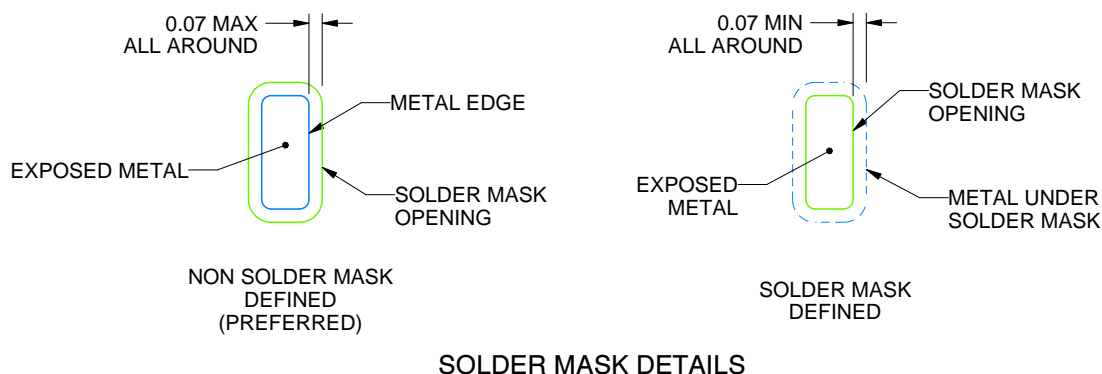 0.07 MAX
ALL AROUND
METAL EDGE
EXPOSED METAL
SOLDER MASK
OPENING
NON SOLDER MASK
DEFINED
(PREFERRED)
0.07 MIN
ALL AROUND
SOLDER MASK
OPENING
EXPOSED
METAL
METAL UNDER
SOLDER MASK
SOLDER MASK
DEFINED
SOLDER MASK DETAILS